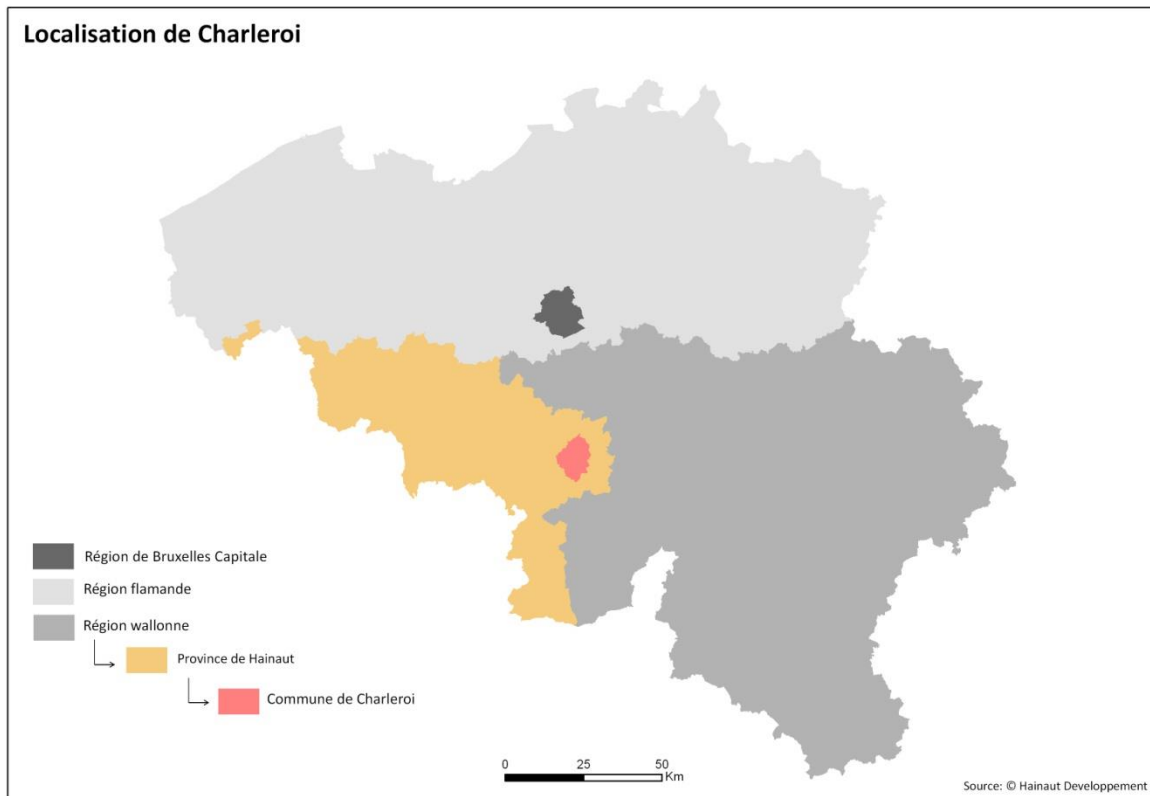 Localisation de Charleroi
Région de Bruxelles Capitale
Région flamande
Région wallonne
Province de Hainaut
Commune de Charleroi
0 25 50
Km
Source: © Hainaut Developpement